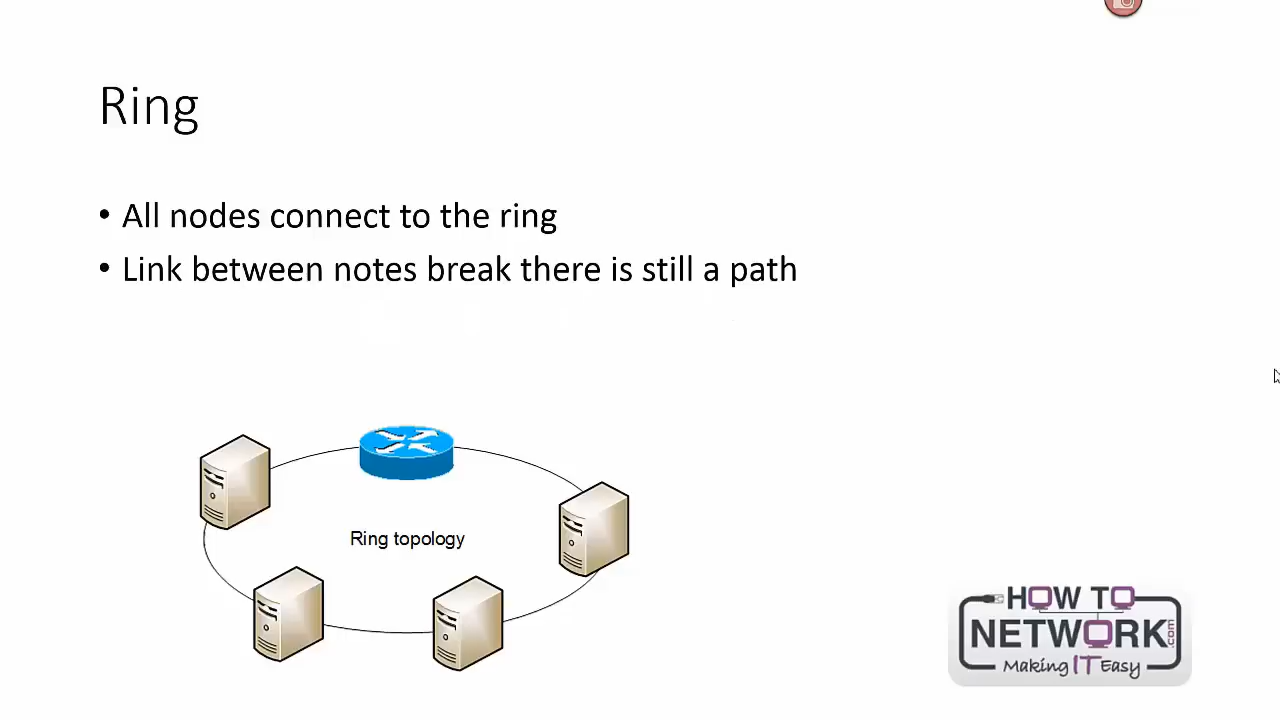 Ring
• All nodes connect to the ring
• Link between notes break there is still a path
Ring topology
HOW TO
NETWORK.com
Making IT Easy